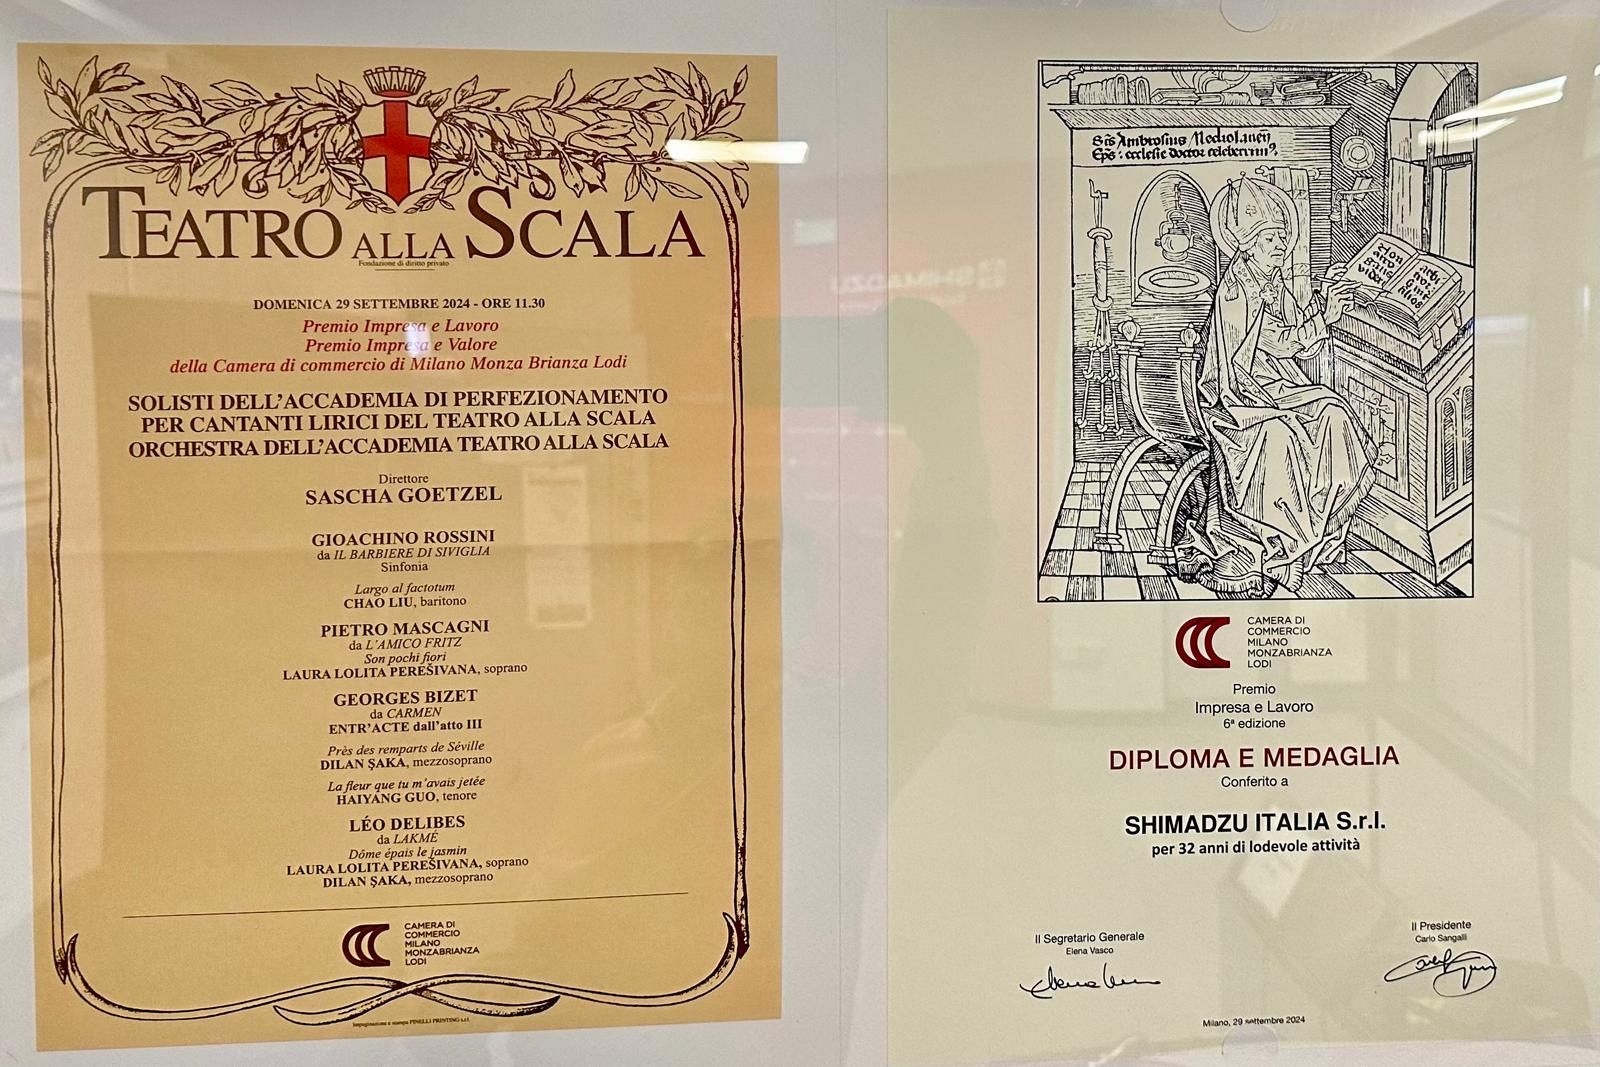 TEATRO ALLA SCALA
Fondazione di diritto privato
DOMENICA 29 SETTEMBRE 2024 - ORE 11.30
Premio Impresa e Lavoro
Premio Impresa e Valore
della Camera di commercio di Milano Monza Brianza Lodi
SOLISTI DELL'ACCADEMIA DI PERFEZIONAMENTO
PER CANTANTI LIRICI DEL TEATRO ALLA SCALA
ORCHESTRA DELL'ACCADEMIA TEATRO ALLA SCALA
Direttore
SASCHA GOETZEL
GIOACHINO ROSSINI
da IL BARBIERE DI SIVIGLIA
Sinfonia
Largo al factotum
CHAO LIU, baritono
PIETRO MASCAGNI
da L'AMICO FRITZ
Son pochi fiori
LAURA LOLITA PEREŠIVANA, soprano
GEORGES BIZET
da CARMEN
ENTR'ACTE dall'atto III
Près des remparts de Séville
DILAN ŞAKA, mezzosoprano
La fleur que tu m'avais jetée
HAIYANG GUO, tenore
LÉO DELIBES
da LAKMÉ
Dôme épais le jasmin
LAURA LOLITA PEREŠIVANA, soprano
DILAN ŞAKA, mezzosoprano
CAMERA DI
COMMERCIO
MILANO
MONZABRIANZA
LODI
Impaginazione e stampa PINELLI PRINTING s.r.l.
SHIMADZU
Ambrosius Mediolanen
Eps: ecclesie doctor celeberrim
CAMERA DI
COMMERCIO
MILANO
MONZABRIANZA
LODI
Premio
Impresa e Lavoro
6ª edizione
DIPLOMA E MEDAGLIA
Conferito a
SHIMADZU ITALIA S.r.l.
per 32 anni di lodevole attività
Il Segretario Generale
Elena Vasco
Il Presidente
Carlo Sangalli
Milano, 29 settembre 2024